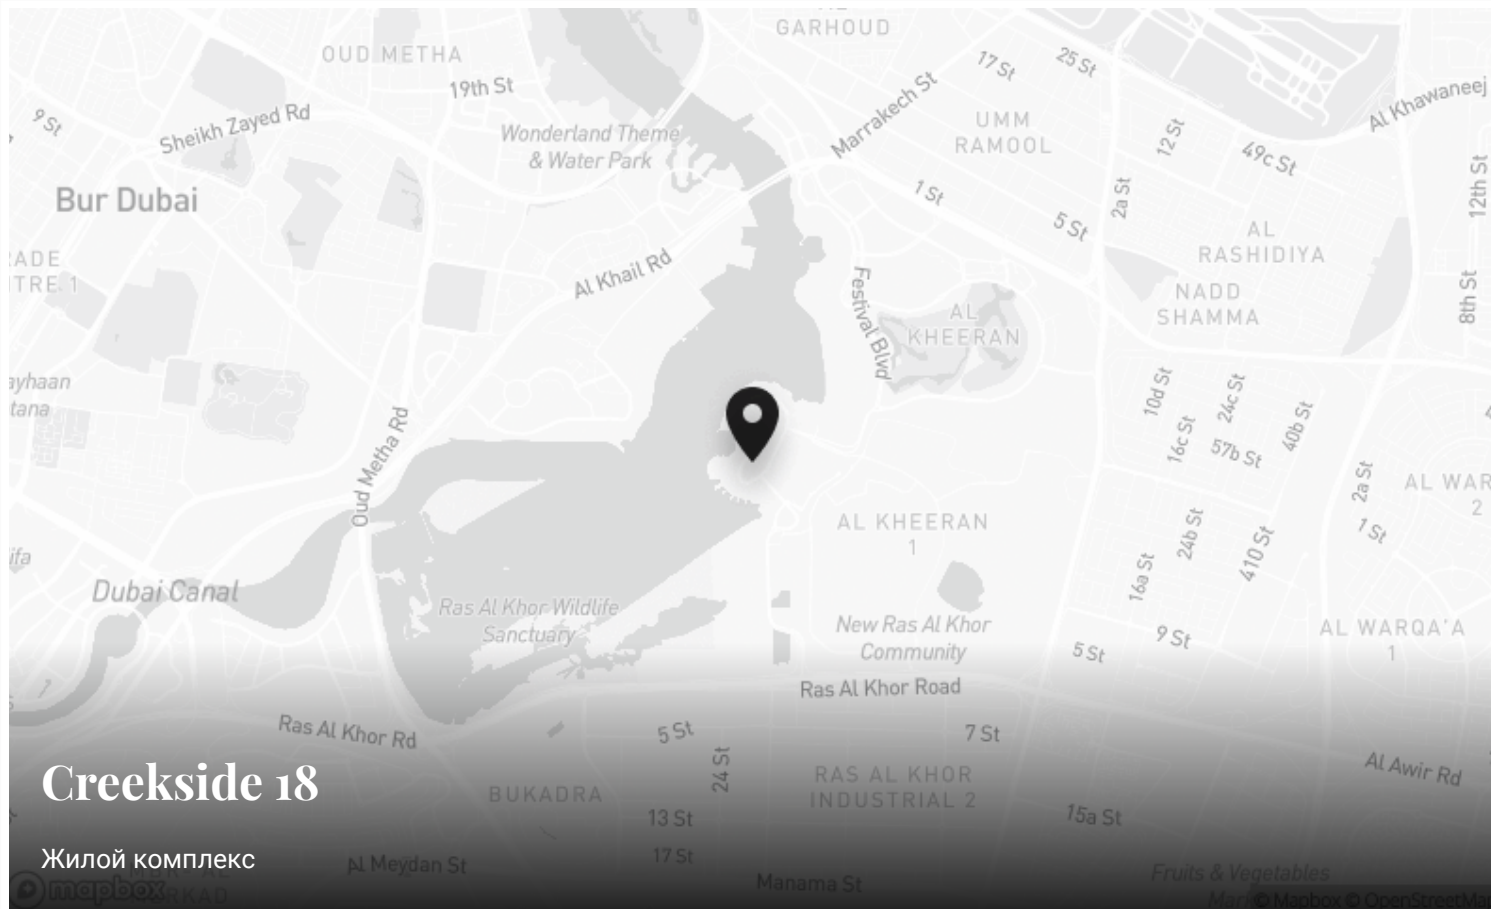 GARHOUD
OUD METHA
17 St
25 St
19th St
Al Khawaneej
9 St
Sheikh Zayed Rd
Marrakech St
Wonderland Theme
& Water Park
UMM
RAMOOL
12 St
49c St
Bur Dubai
1 St
2a St
12th St
5 St
AL
RASHIDIYA
Al Khail Rd
Festival Blvd
NADD
SHAMMA
8th St
AL
KHEERAN
10d St
24c St
40b St
16c St
57b St
Oud Metha Rd
2a St
AL WAR
2
1 St
AL KHEERAN
1
24b St
410 St
16a St
Dubai Canal
Ras Al Khor Wildlife
Sanctuary
New Ras Al Khor
Community
AL WARQA'A
1
9 St
5 St
Ras Al Khor Road
Ras Al Khor Rd
5 St
7 St
24 St
Al Awir Rd
Creekside 18
RAS AL KHOR
INDUSTRIAL 2
BUKADRA
13 St
15a St
Жилой комплекс
Al Meydan St
17 St
Manama St
Fruits & Vegetables
mapbox
© Mapbox © OpenStreetMap